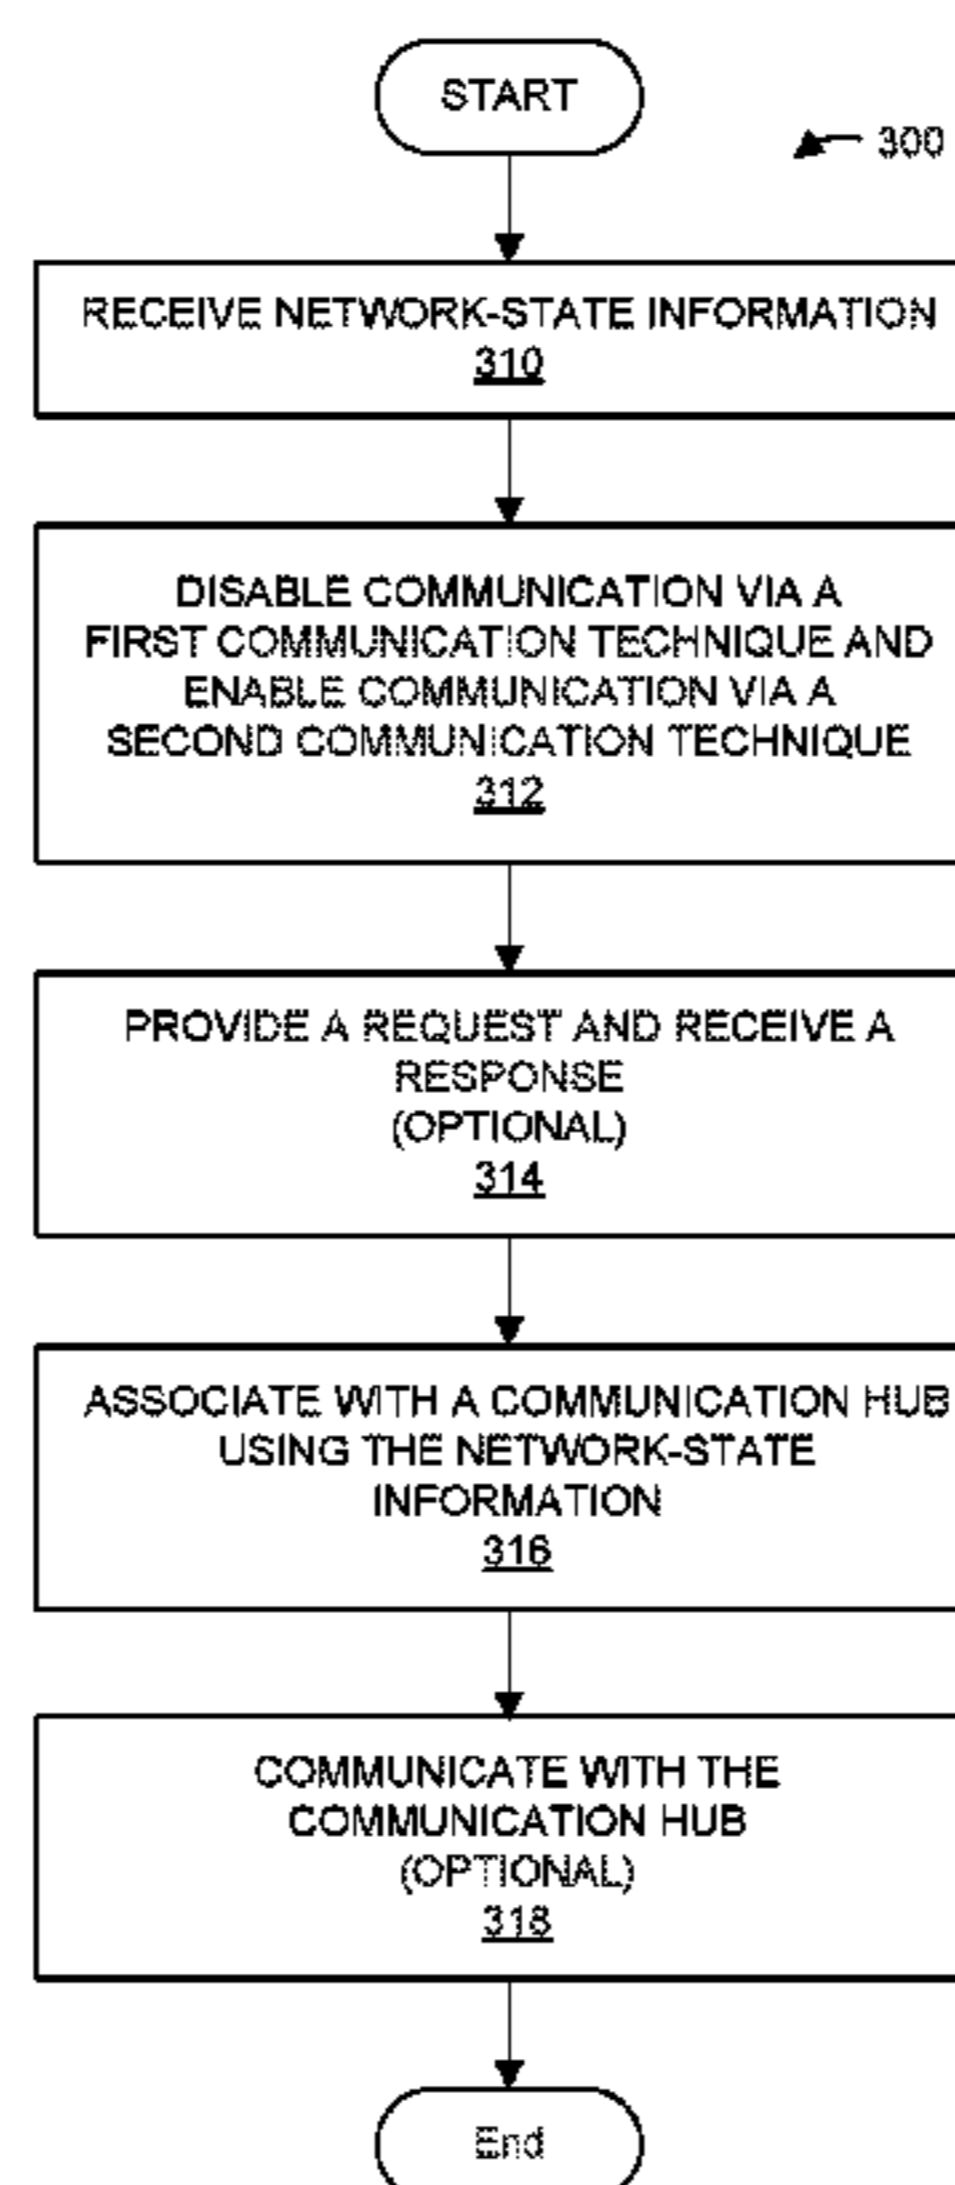 START
300
RECEIVE NETWORK-STATE INFORMATION
310
DISABLE COMMUNICATION VIA A
FIRST COMMUNICATION TECHNIQUE AND
ENABLE COMMUNICATION VIA A
SECOND COMMUNICATION TECHNIQUE
312
PROVIDE A REQUEST AND RECEIVE A
RESPONSE
(OPTIONAL)
314
ASSOCIATE WITH A COMMUNICATION HUB
USING THE NETWORK-STATE
INFORMATION
316
COMMUNICATE WITH THE
COMMUNICATION HUB
(OPTIONAL)
318
End